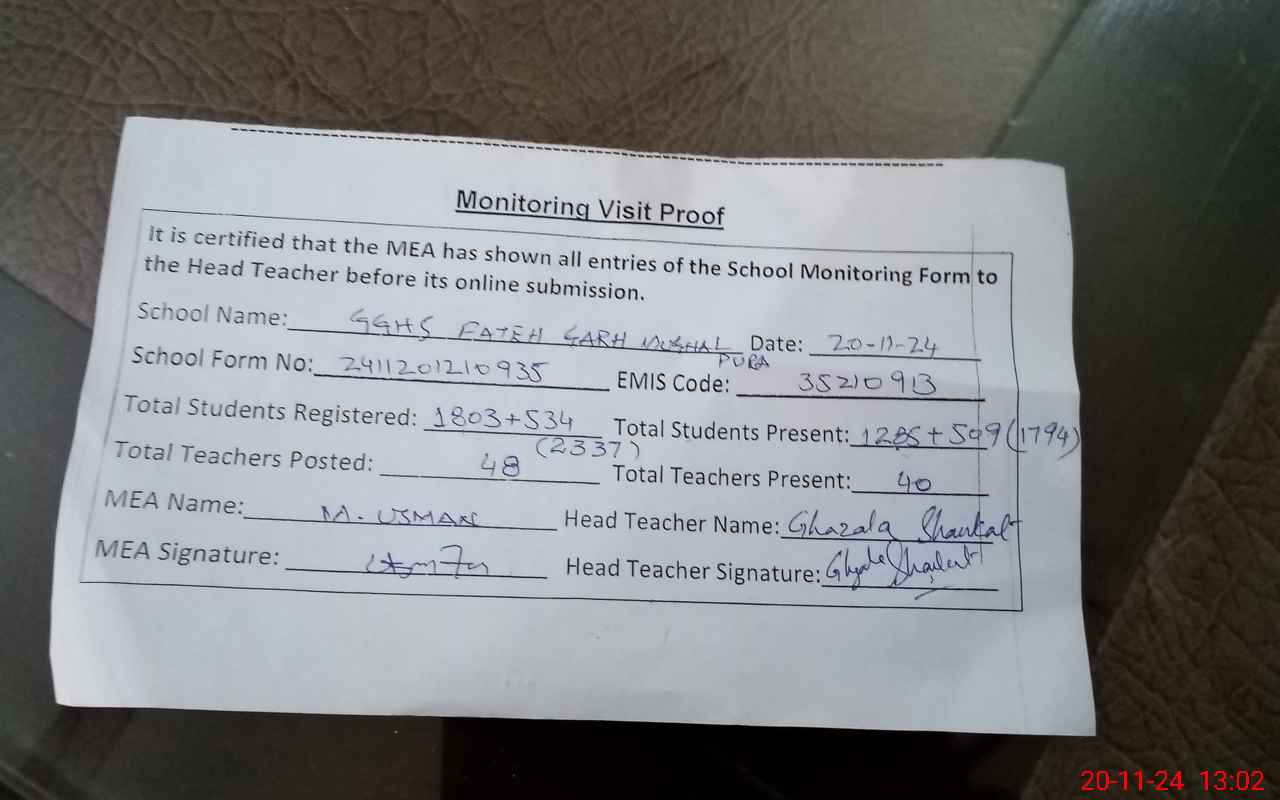 Monitoring Visit Proof
It is certified that the MEA has shown all entries of the School Monitoring Form to
the Head Teacher before its online submission.
School Name: GGHS FATEH GARH MUGHAL PURA Date: 20-11-24
School Form No: 2411201210935 EMIS Code: 35210913
Total Students Registered: 1803+534 (2337) Total Students Present: 1285+509 (1794)
Total Teachers Posted: 48 Total Teachers Present: 40
MEA Name: M. USMAN Head Teacher Name: Ghazala Shaukat
MEA Signature: Head Teacher Signature:
20-11-24 13:02